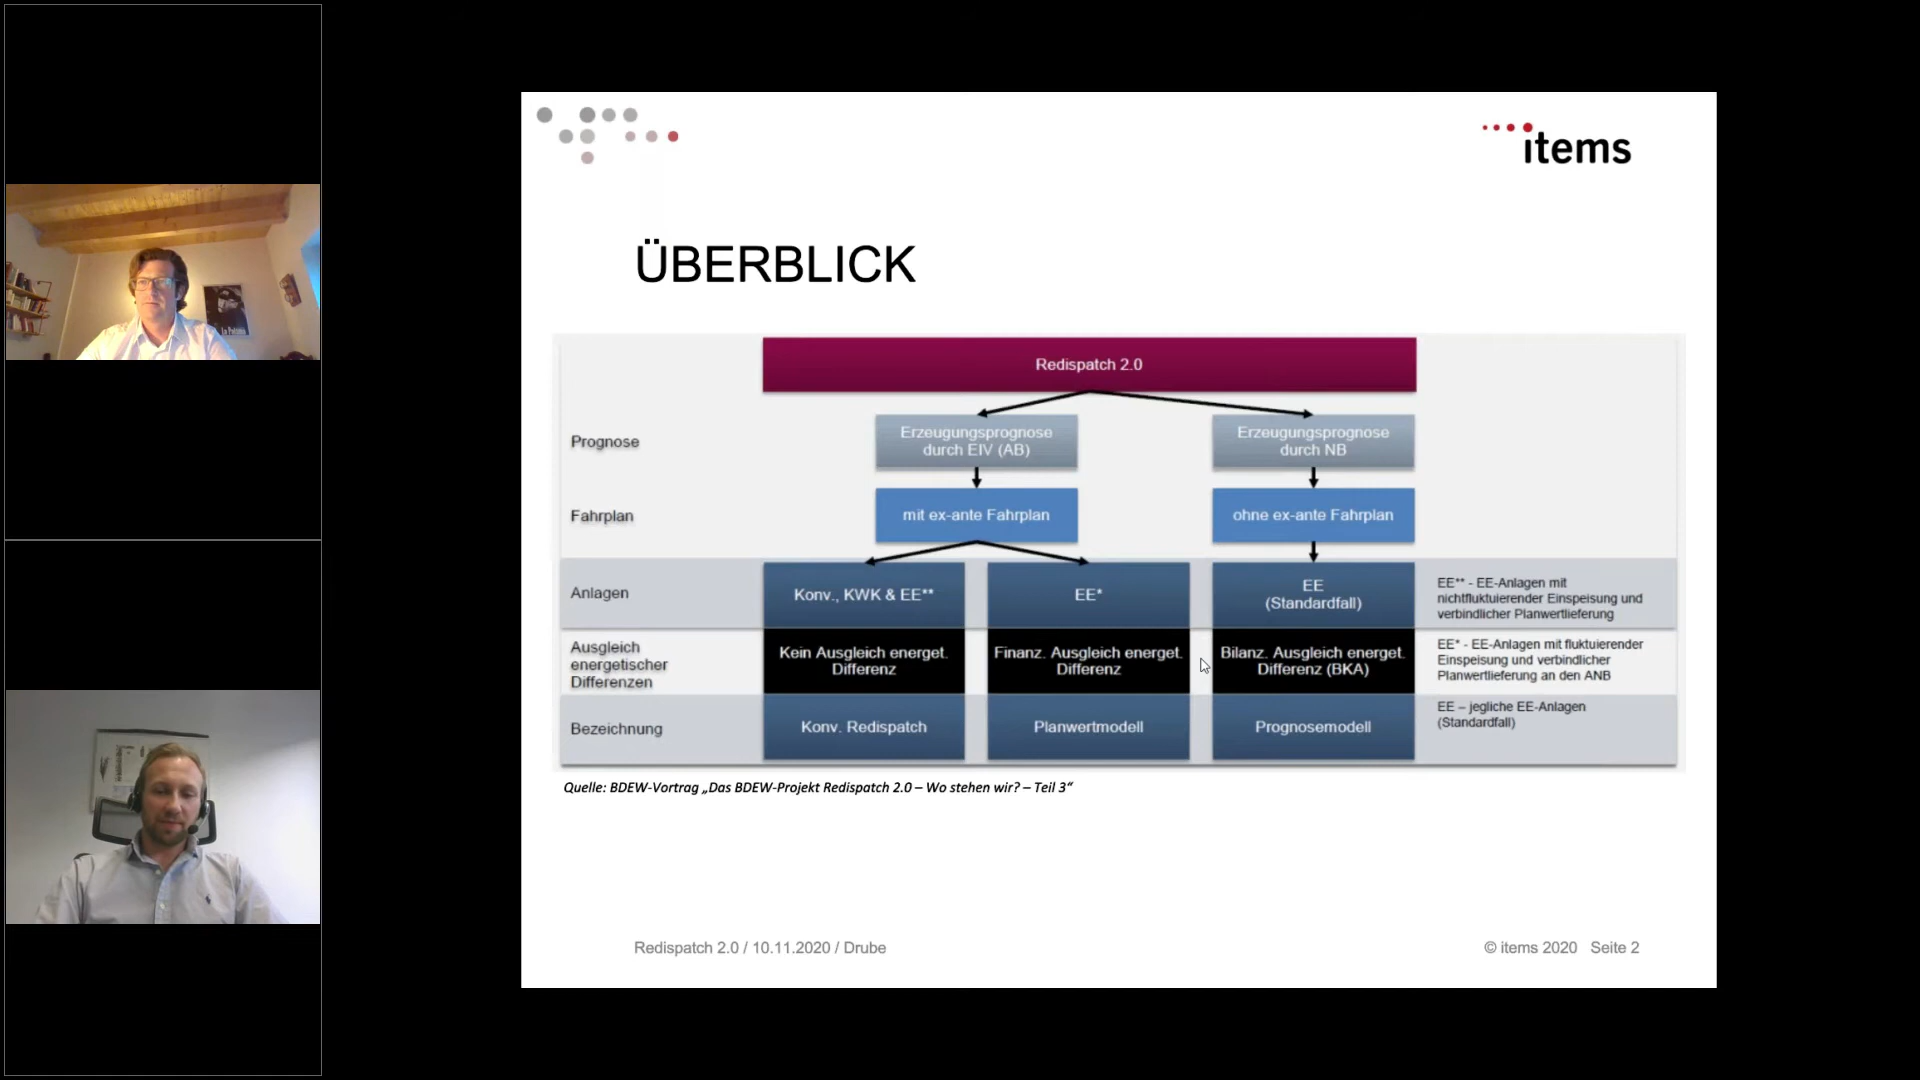 items
ÜBERBLICK
Redispatch 2.0
Prognose
Erzeugungsprognose
durch EIV (AB)
Erzeugungsprognose
durch NB
Fahrplan
mit ex-ante Fahrplan
ohne ex-ante Fahrplan
Anlagen
Konv., KWK & EE**
EE*
EE
(Standardfall)
EE** - EE-Anlagen mit
nichtfluktuierender Einspeisung und
verbindlicher Planwertlieferung
Ausgleich
energetischer
Differenzen
Kein Ausgleich energet.
Differenz
Finanz. Ausgleich energet.
Differenz
Bilanz. Ausgleich energet.
Differenz (BKA)
EE* - EE-Anlagen mit fluktuierender
Einspeisung und verbindlicher
Planwertlieferung an den ANB
Bezeichnung
Konv. Redispatch
Planwertmodell
Prognosemodell
EE – jegliche EE-Anlagen
(Standardfall)
Quelle: BDEW-Vortrag „Das BDEW-Projekt Redispatch 2.0 – Wo stehen wir? – Teil 3“
Redispatch 2.0 / 10.11.2020 / Drube
© items 2020 Seite 2